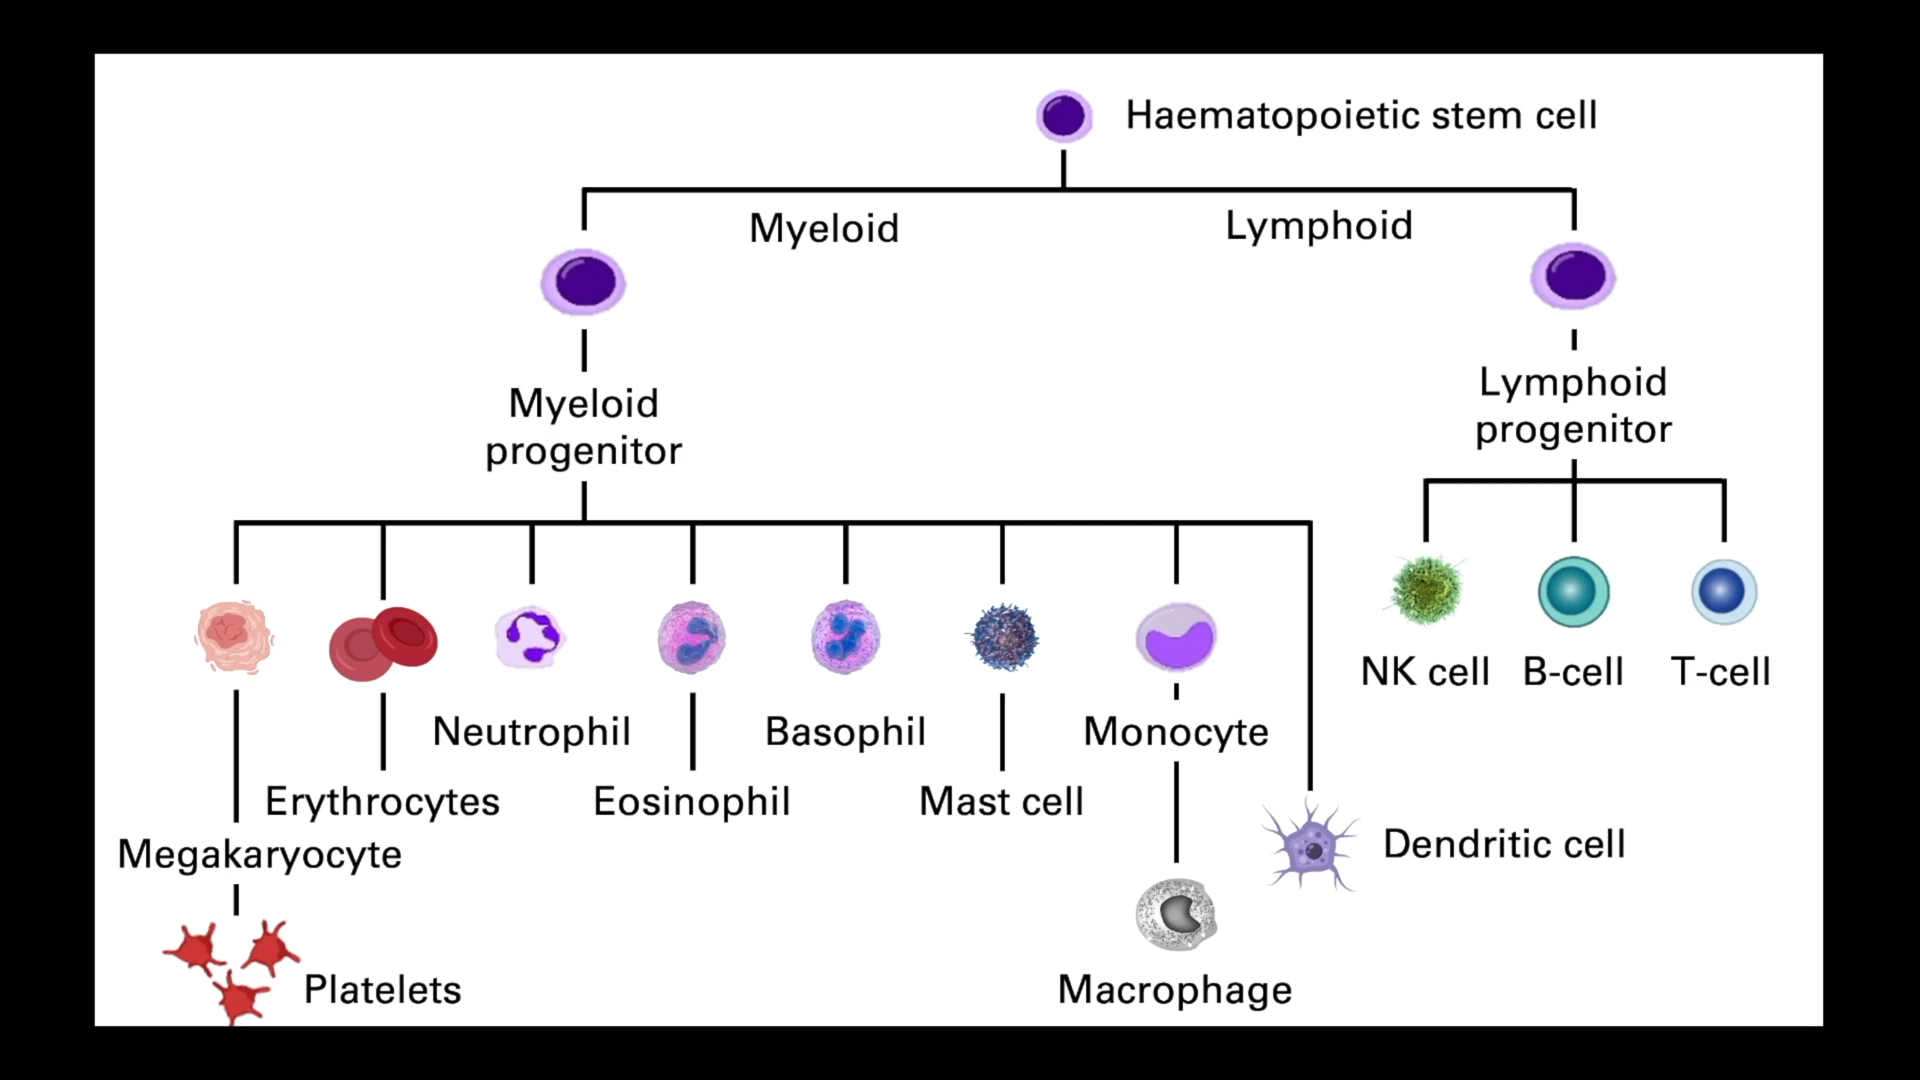 Haematopoietic stem cell
Myeloid
Lymphoid
Myeloid
progenitor
Lymphoid
progenitor
NK cell
B-cell
T-cell
Neutrophil
Basophil
Monocyte
Erythrocytes
Eosinophil
Mast cell
Megakaryocyte
Dendritic cell
Platelets
Macrophage